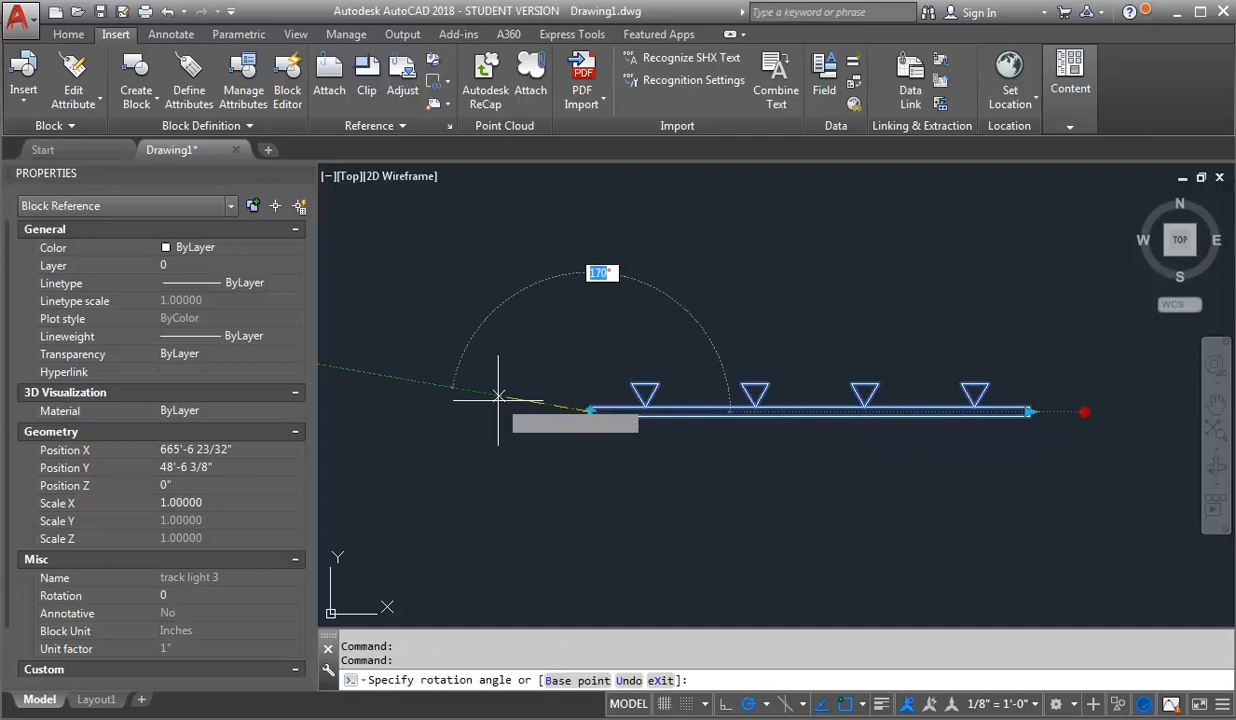 Autodesk AutoCAD 2018 - STUDENT VERSION Drawing1.dwg
Type a keyword or phrase
Sign In
Home Insert Annotate Parametric View Manage Output Add-ins A360 Express Tools Featured Apps
Insert
Edit Attribute
Create Block
Define Attributes
Manage Attributes
Block Editor
Attach
Clip
Adjust
Autodesk ReCap
Attach
PDF Import
Recognize SHX Text
Recognition Settings
Combine Text
Field
Data Link
Set Location
Content
Block
Block Definition
Reference
Point Cloud
Import
Data
Linking & Extraction
Location
Start
Drawing1*
PROPERTIES
Block Reference
General
Color ByLayer
Layer 0
Linetype ByLayer
Linetype scale 1.00000
Plot style ByColor
Lineweight ByLayer
Transparency ByLayer
Hyperlink
3D Visualization
Material ByLayer
Geometry
Position X 665'-6 23/32"
Position Y 48'-6 3/8"
Position Z 0"
Scale X 1.00000
Scale Y 1.00000
Scale Z 1.00000
Misc
Name track light 3
Rotation 0
Annotative No
Block Unit Inches
Unit factor 1"
Custom
[−][Top][2D Wireframe]
170°
N
W TOP E
S
WCS
Y
X
Command:
Command:
Specify rotation angle or [Base point Undo eXit]:
Model Layout1
MODEL
1/8" = 1'-0"